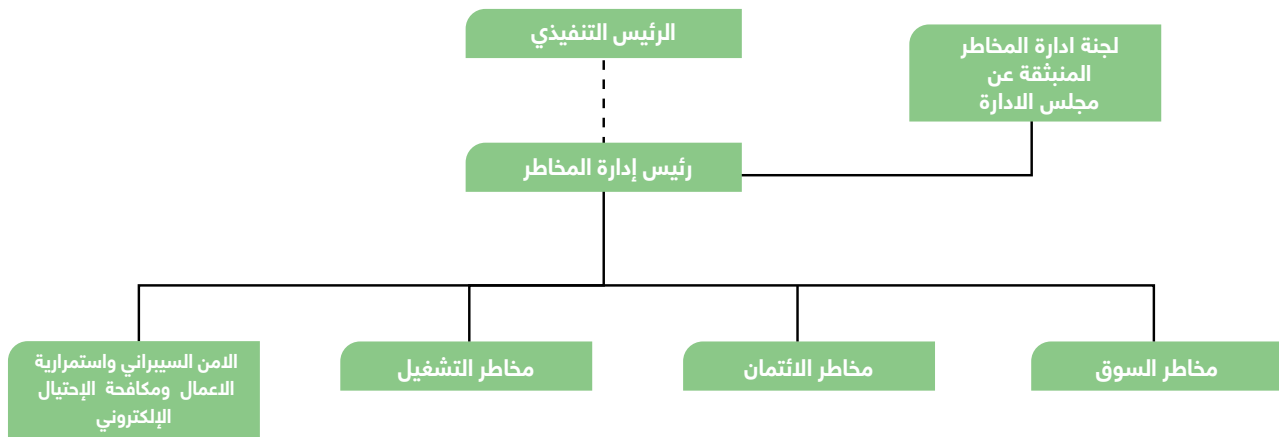 الرئيس التنفيذي
لجنة ادارة المخاطر
المنبثقة عن
مجلس الادارة
رئيس إدارة المخاطر
مخاطر السوق
مخاطر الائتمان
مخاطر التشغيل
الامن السيبراني واستمرارية
الاعمال ومكافحة الإحتيال
الإلكتروني